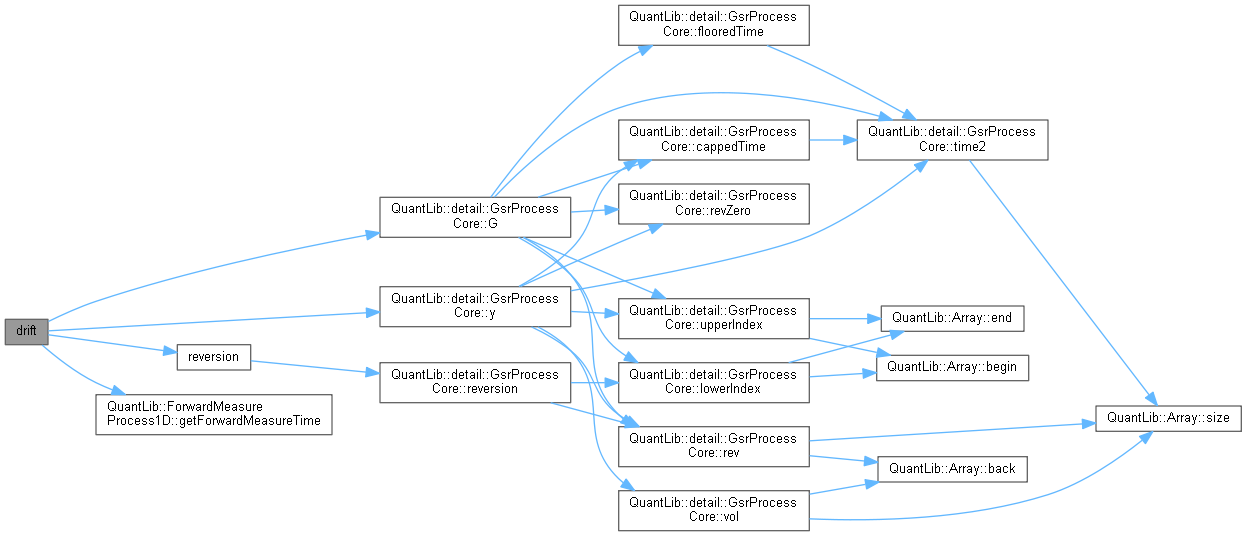 QuantLib::detail::GsrProcess
Core::flooredTime
QuantLib::detail::GsrProcess
Core::cappedTime
QuantLib::detail::GsrProcess
Core::time2
QuantLib::detail::GsrProcess
Core::revZero
QuantLib::detail::GsrProcess
Core::G
QuantLib::detail::GsrProcess
Core::y
QuantLib::detail::GsrProcess
Core::upperIndex
QuantLib::Array::end
drift
reversion
QuantLib::detail::GsrProcess
Core::reversion
QuantLib::detail::GsrProcess
Core::lowerIndex
QuantLib::Array::begin
QuantLib::ForwardMeasure
Process1D::getForwardMeasureTime
QuantLib::Array::size
QuantLib::detail::GsrProcess
Core::rev
QuantLib::Array::back
QuantLib::detail::GsrProcess
Core::vol